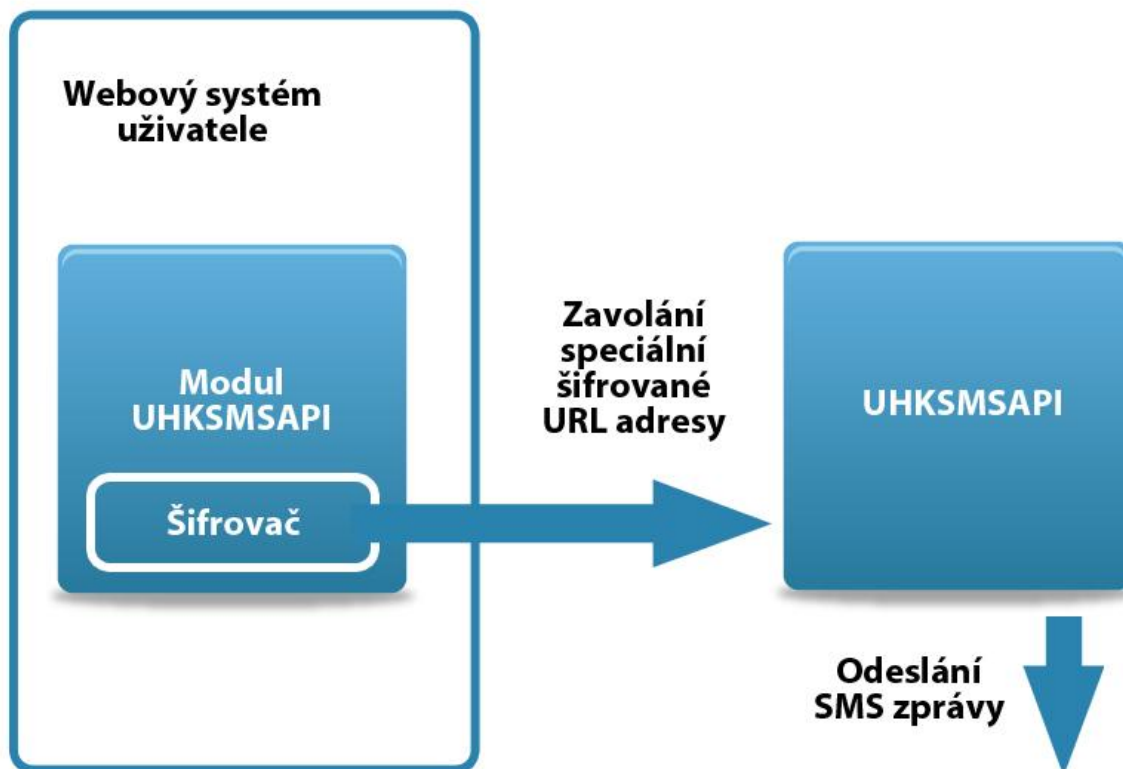 Webový systém
uživatele
Modul
UHKSMSAPI
Šifrovač
Zavolání
speciální
šifrované
URL adresy
UHKSMSAPI
Odeslání
SMS zprávy